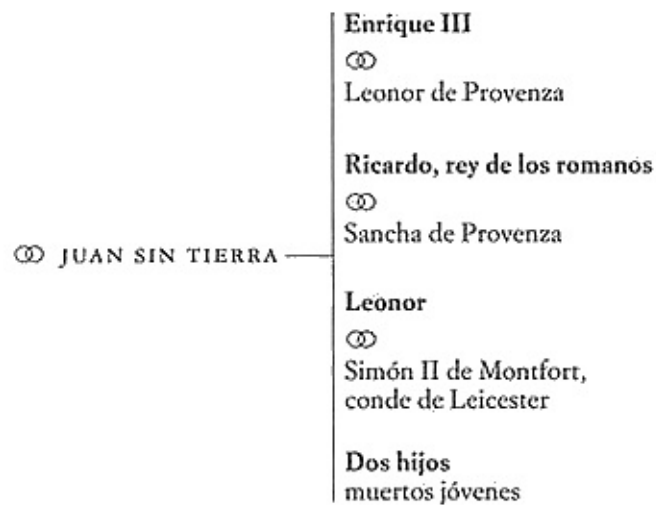 Enrique III
Leonor de Provenza
Ricardo, rey de los romanos
Sancha de Provenza
JUAN SIN TIERRA
Leonor
Simón II de Montfort,
conde de Leicester
Dos hijos
muertos jóvenes